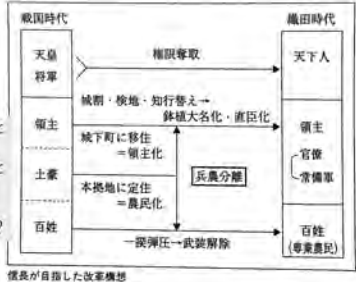 戦国時代
織田時代
天皇
将軍
権限奪取
天下人
城割・検地・知行替え→
鉢植大名化・直臣化
領主
城下町に移住
=領主化
土豪
本拠地に定住
=農民化
兵農分離
領主
官僚
常備軍
百姓
一揆弾圧→武装解除
百姓
(専業農民)
信長が目指した改革構想